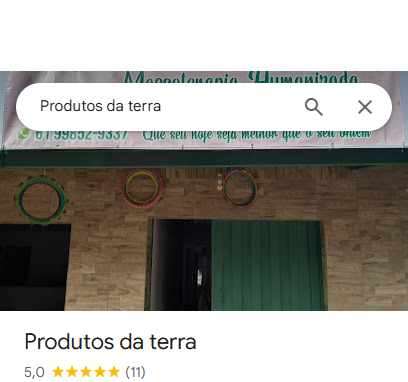 Massoterapia Humanizada
Produtos da terra
61 99852-9337 Que seu hoje seja melhor que o seu ontem
Produtos da terra
5,0 ★★★★★ (11)